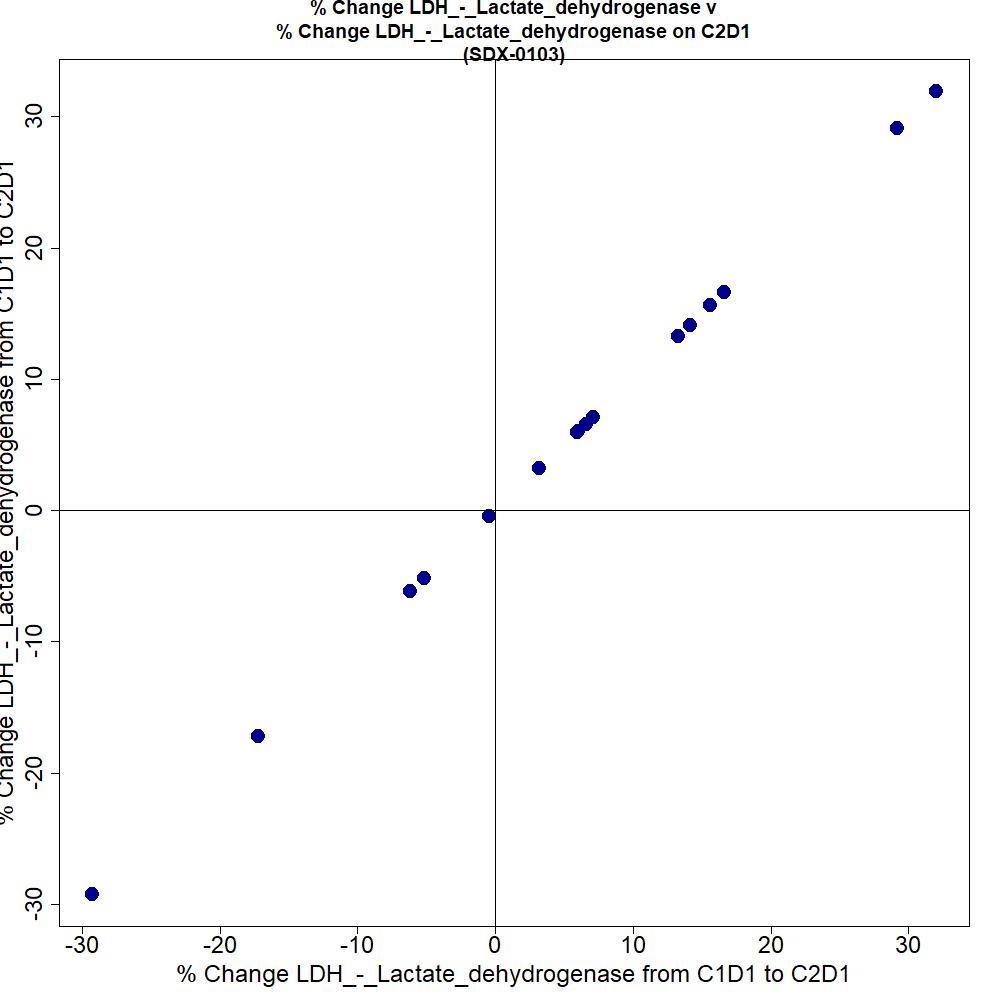 % Change LDH_-_Lactate_dehydrogenase v
% Change LDH_-_Lactate_dehydrogenase on C2D1
(SDX-0103)
% Change LDH_-_Lactate_dehydrogenase from C1D1 to C2D1
30
20
10
0
-10
-20
-30
-30 -20 -10 0 10 20 30
% Change LDH_-_Lactate_dehydrogenase from C1D1 to C2D1